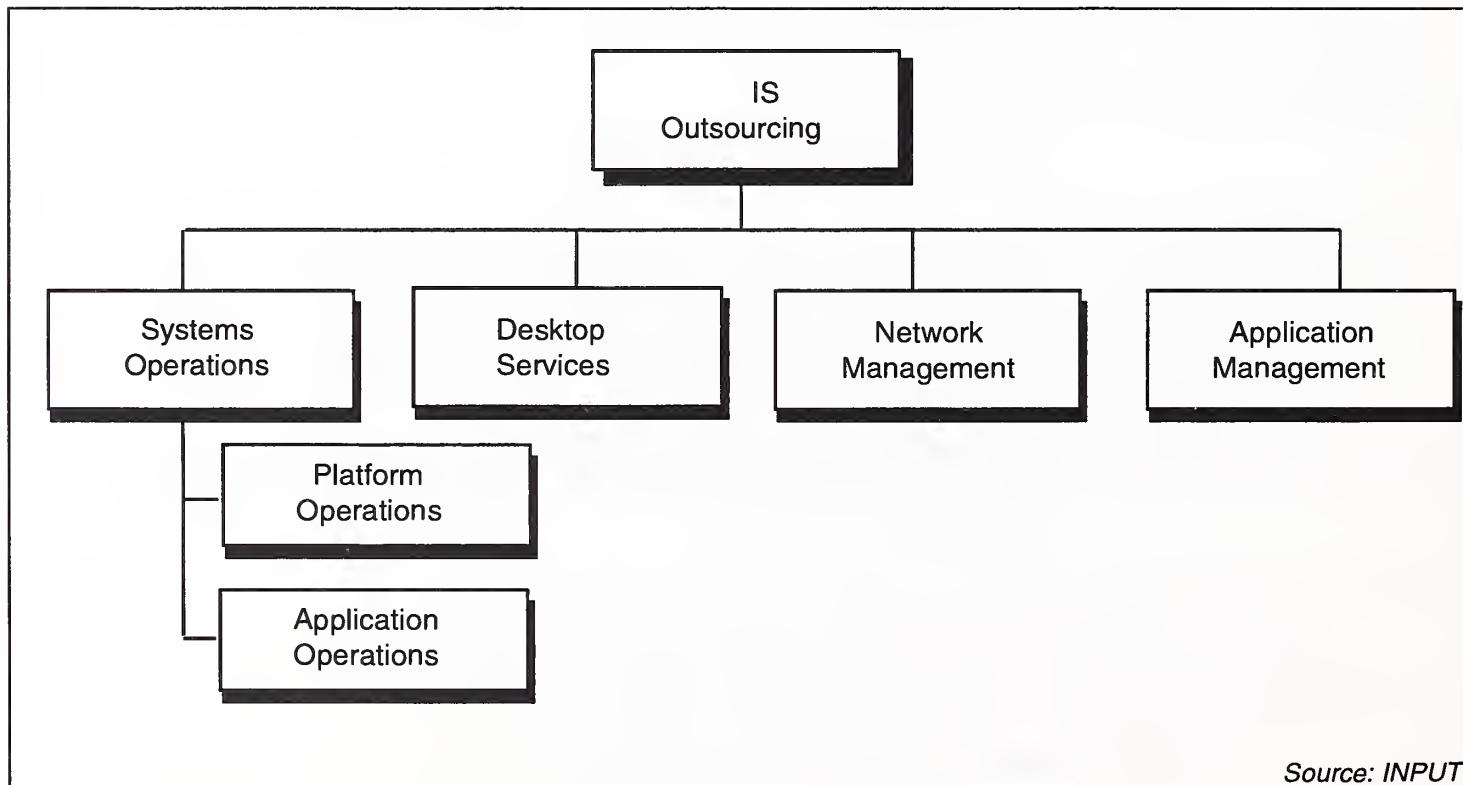 IS
Outsourcing
Systems
Operations
Desktop
Services
Network
Management
Application
Management
Platform
Operations
Application
Operations
Source: INPUT